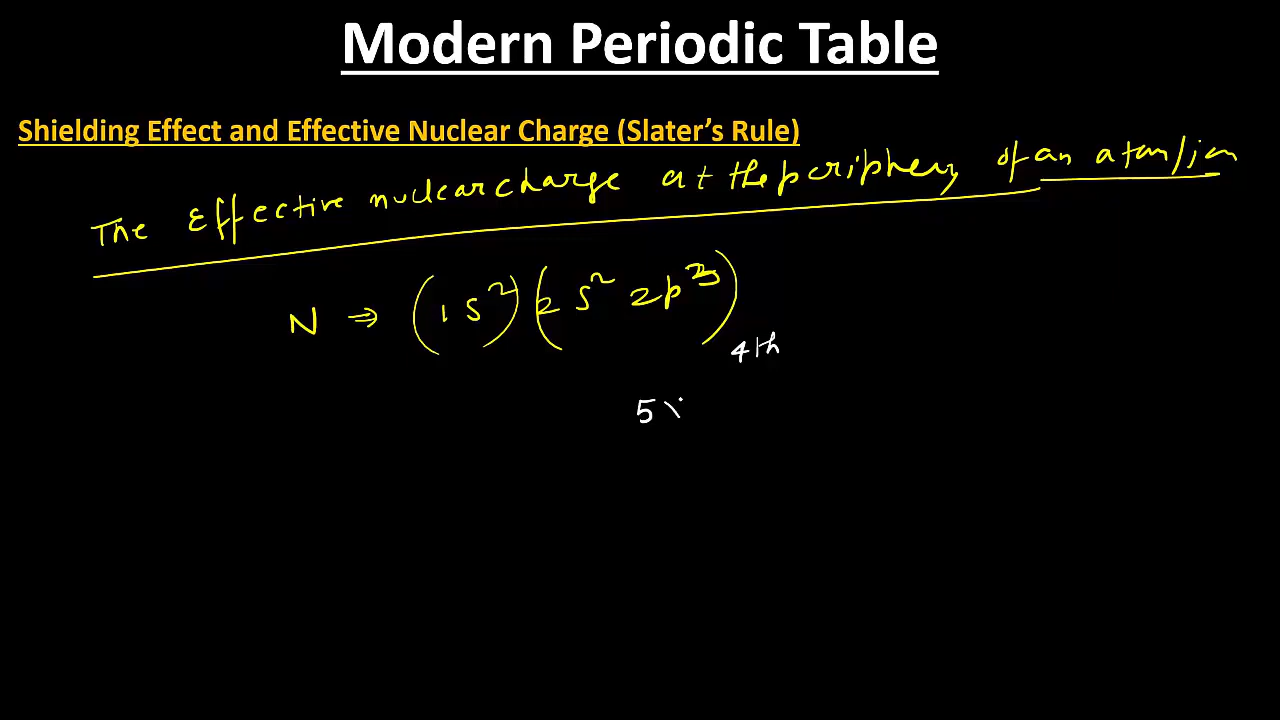 Modern Periodic Table
Shielding Effect and Effective Nuclear Charge (Slater's Rule)
The Effective nuclear charge at the periphery of an atom/ion
N ⇒ (1s²)(2s² 2p³)
4th
5 ×